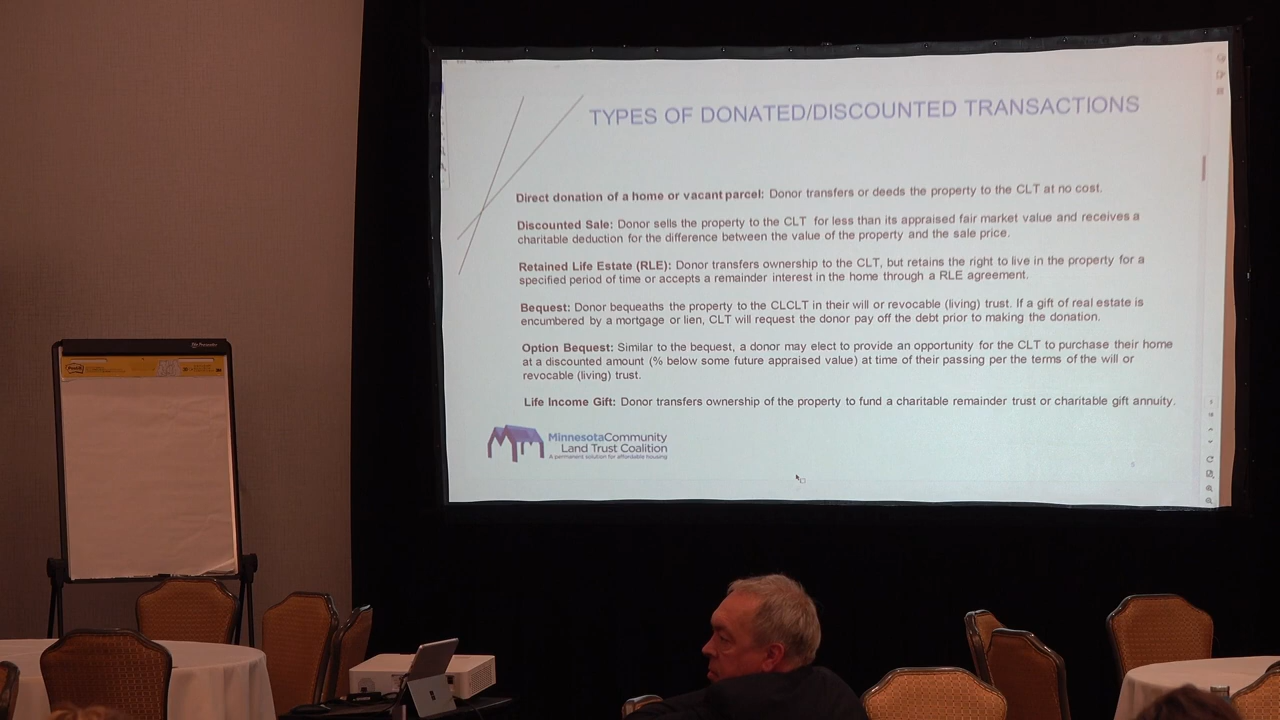 TYPES OF DONATED/DISCOUNTED TRANSACTIONS
Direct donation of a home or vacant parcel: Donor transfers or deeds the property to the CLT at no cost.
Discounted Sale: Donor sells the property to the CLT for less than its appraised fair market value and receives a
charitable deduction for the difference between the value of the property and the sale price.
Retained Life Estate (RLE): Donor transfers ownership to the CLT, but retains the right to live in the property for a
specified period of time or accepts a remainder interest in the home through a RLE agreement.
Bequest: Donor bequeaths the property to the CLCLT in their will or revocable (living) trust. If a gift of real estate is
encumbered by a mortgage or lien, CLT will request the donor pay off the debt prior to making the donation.
Option Bequest: Similar to the bequest, a donor may elect to provide an opportunity for the CLT to purchase their home
at a discounted amount (% below some future appraised value) at time of their passing per the terms of the will or
revocable (living) trust.
Life Income Gift: Donor transfers ownership of the property to fund a charitable remainder trust or charitable gift annuity.
MinnesotaCommunity
Land Trust Coalition
A permanent solution for affordable housing
Post-it